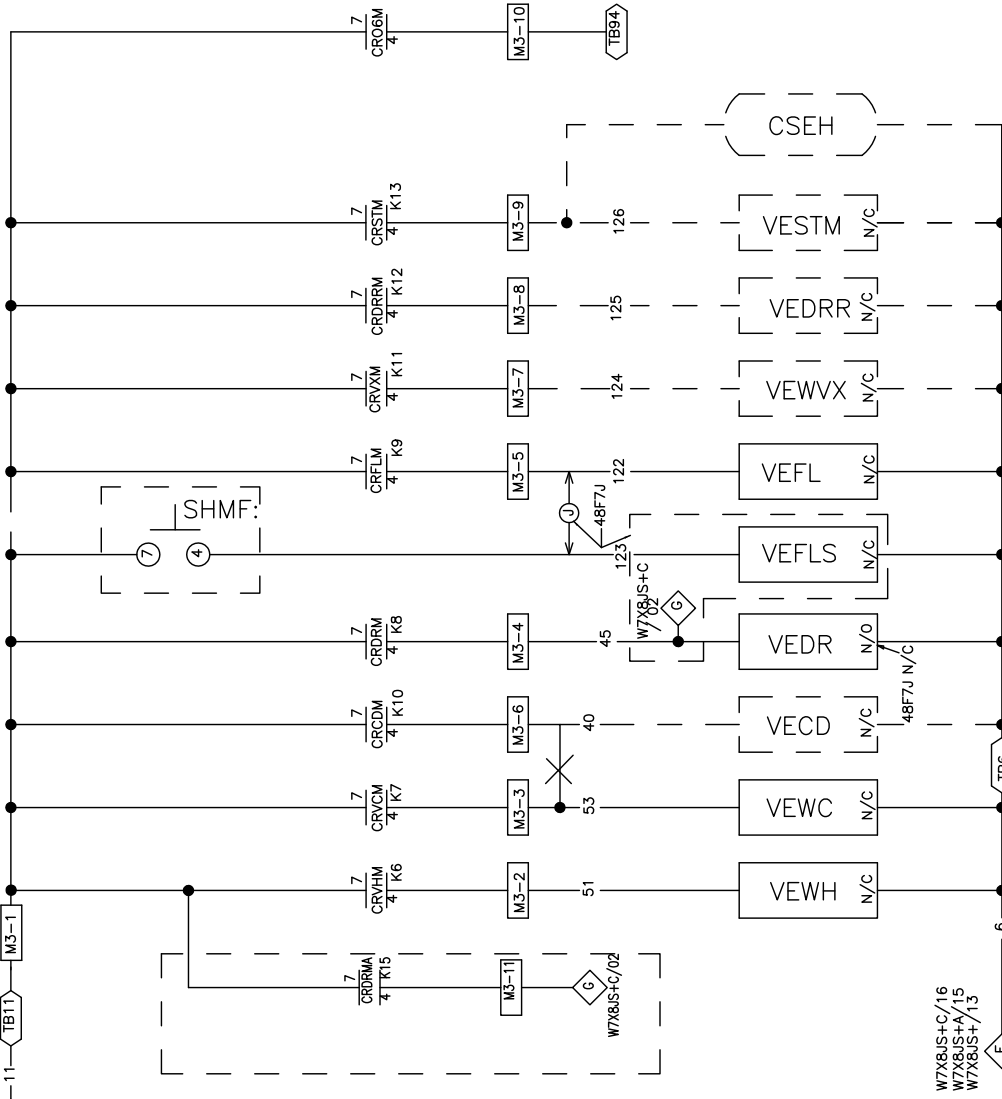 7
CR06M
4
M3-10
TB94
CSEH
7
CRSTM
4
K13
M3-9
126
VESTM
N/C
7
CRDRRM
4
K12
M3-8
125
VEDRR
N/C
7
CRVXM
4
K11
M3-7
124
VEWVX
N/C
7
CRFLM
4
K9
M3-5
122
VEFL
N/C
SHMF:
7
4
J
48F7J
123
VEFLS
N/C
W7X8JS+C
/02
G
7
CRDRM
4
K8
M3-4
45
VEDR
N/O
48F7J N/C
7
CRCDM
4
K10
M3-6
40
VECD
N/C
7
CRVCM
4
K7
M3-3
53
VEWC
N/C
7
CRVHM
4
K6
M3-2
51
VEWH
N/C
M3-1
TB11
11
7
CRDRMA
4
K15
M3-11
G
W7X8JS+C/02
6
W7X8JS+C/16
W7X8JS+A/15
W7X8JS+/13